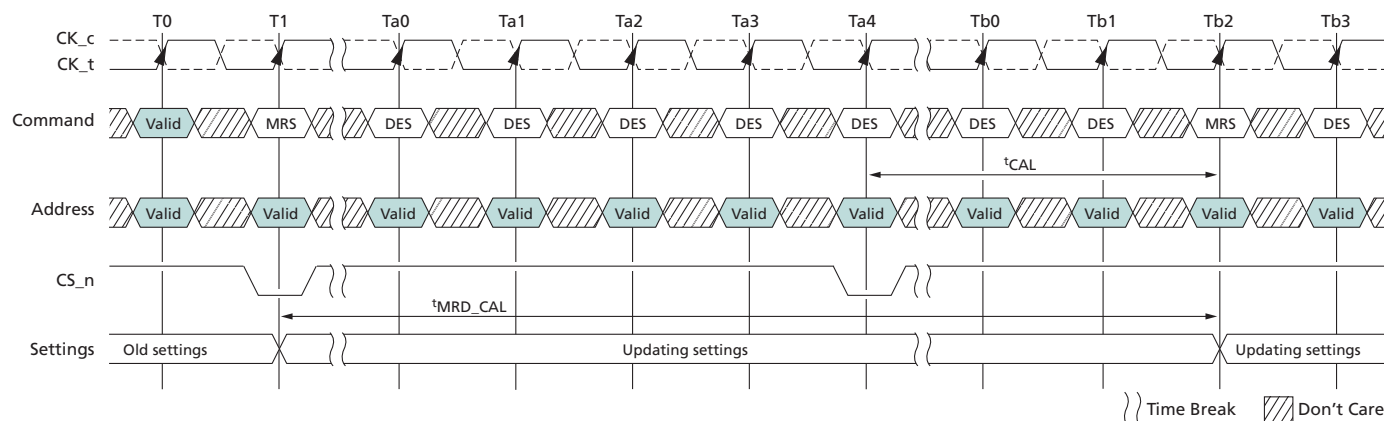 T0 T1 Ta0 Ta1 Ta2 Ta3 Ta4 Tb0 Tb1 Tb2 Tb3
CK_c
CK_t
Command Valid MRS DES DES DES DES DES DES DES MRS DES
tCAL
Address Valid Valid Valid Valid Valid Valid Valid Valid Valid Valid Valid
CS_n
tMRD_CAL
Settings Old settings Updating settings Updating settings
Time Break Don't Care